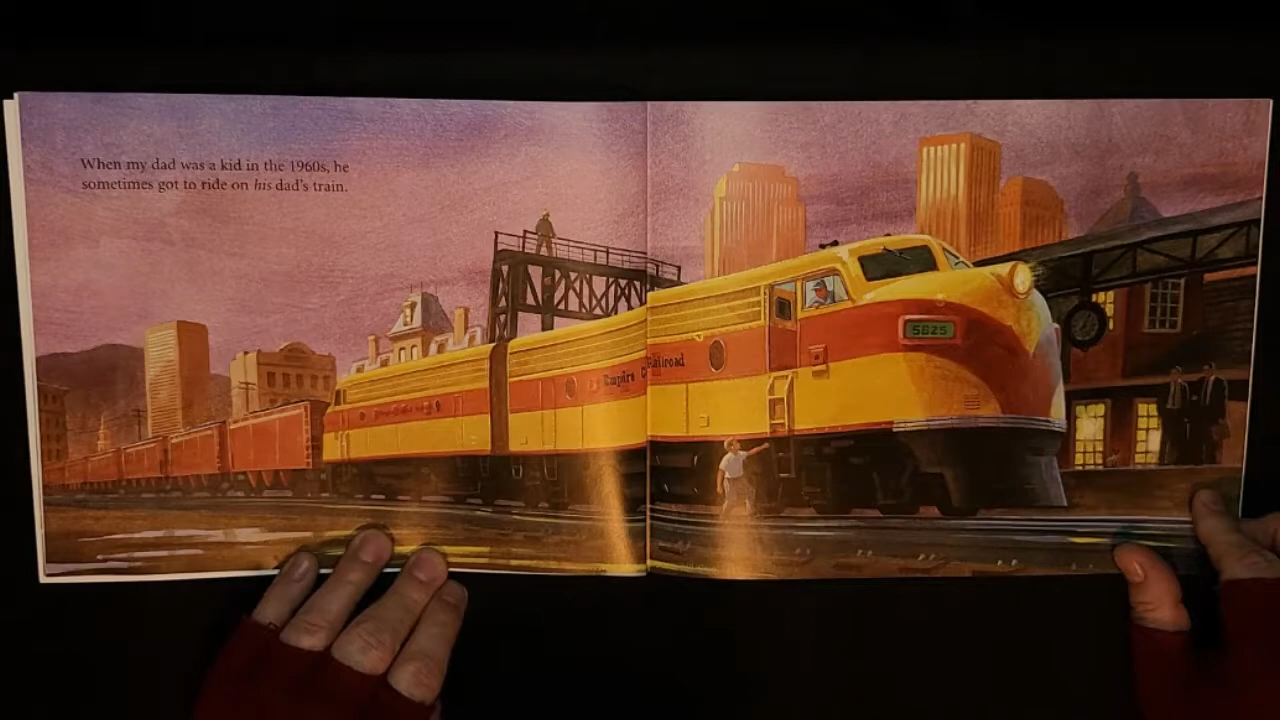 When my dad was a kid in the 1960s, he
sometimes got to ride on his dad's train.
Empire
Railroad
5625